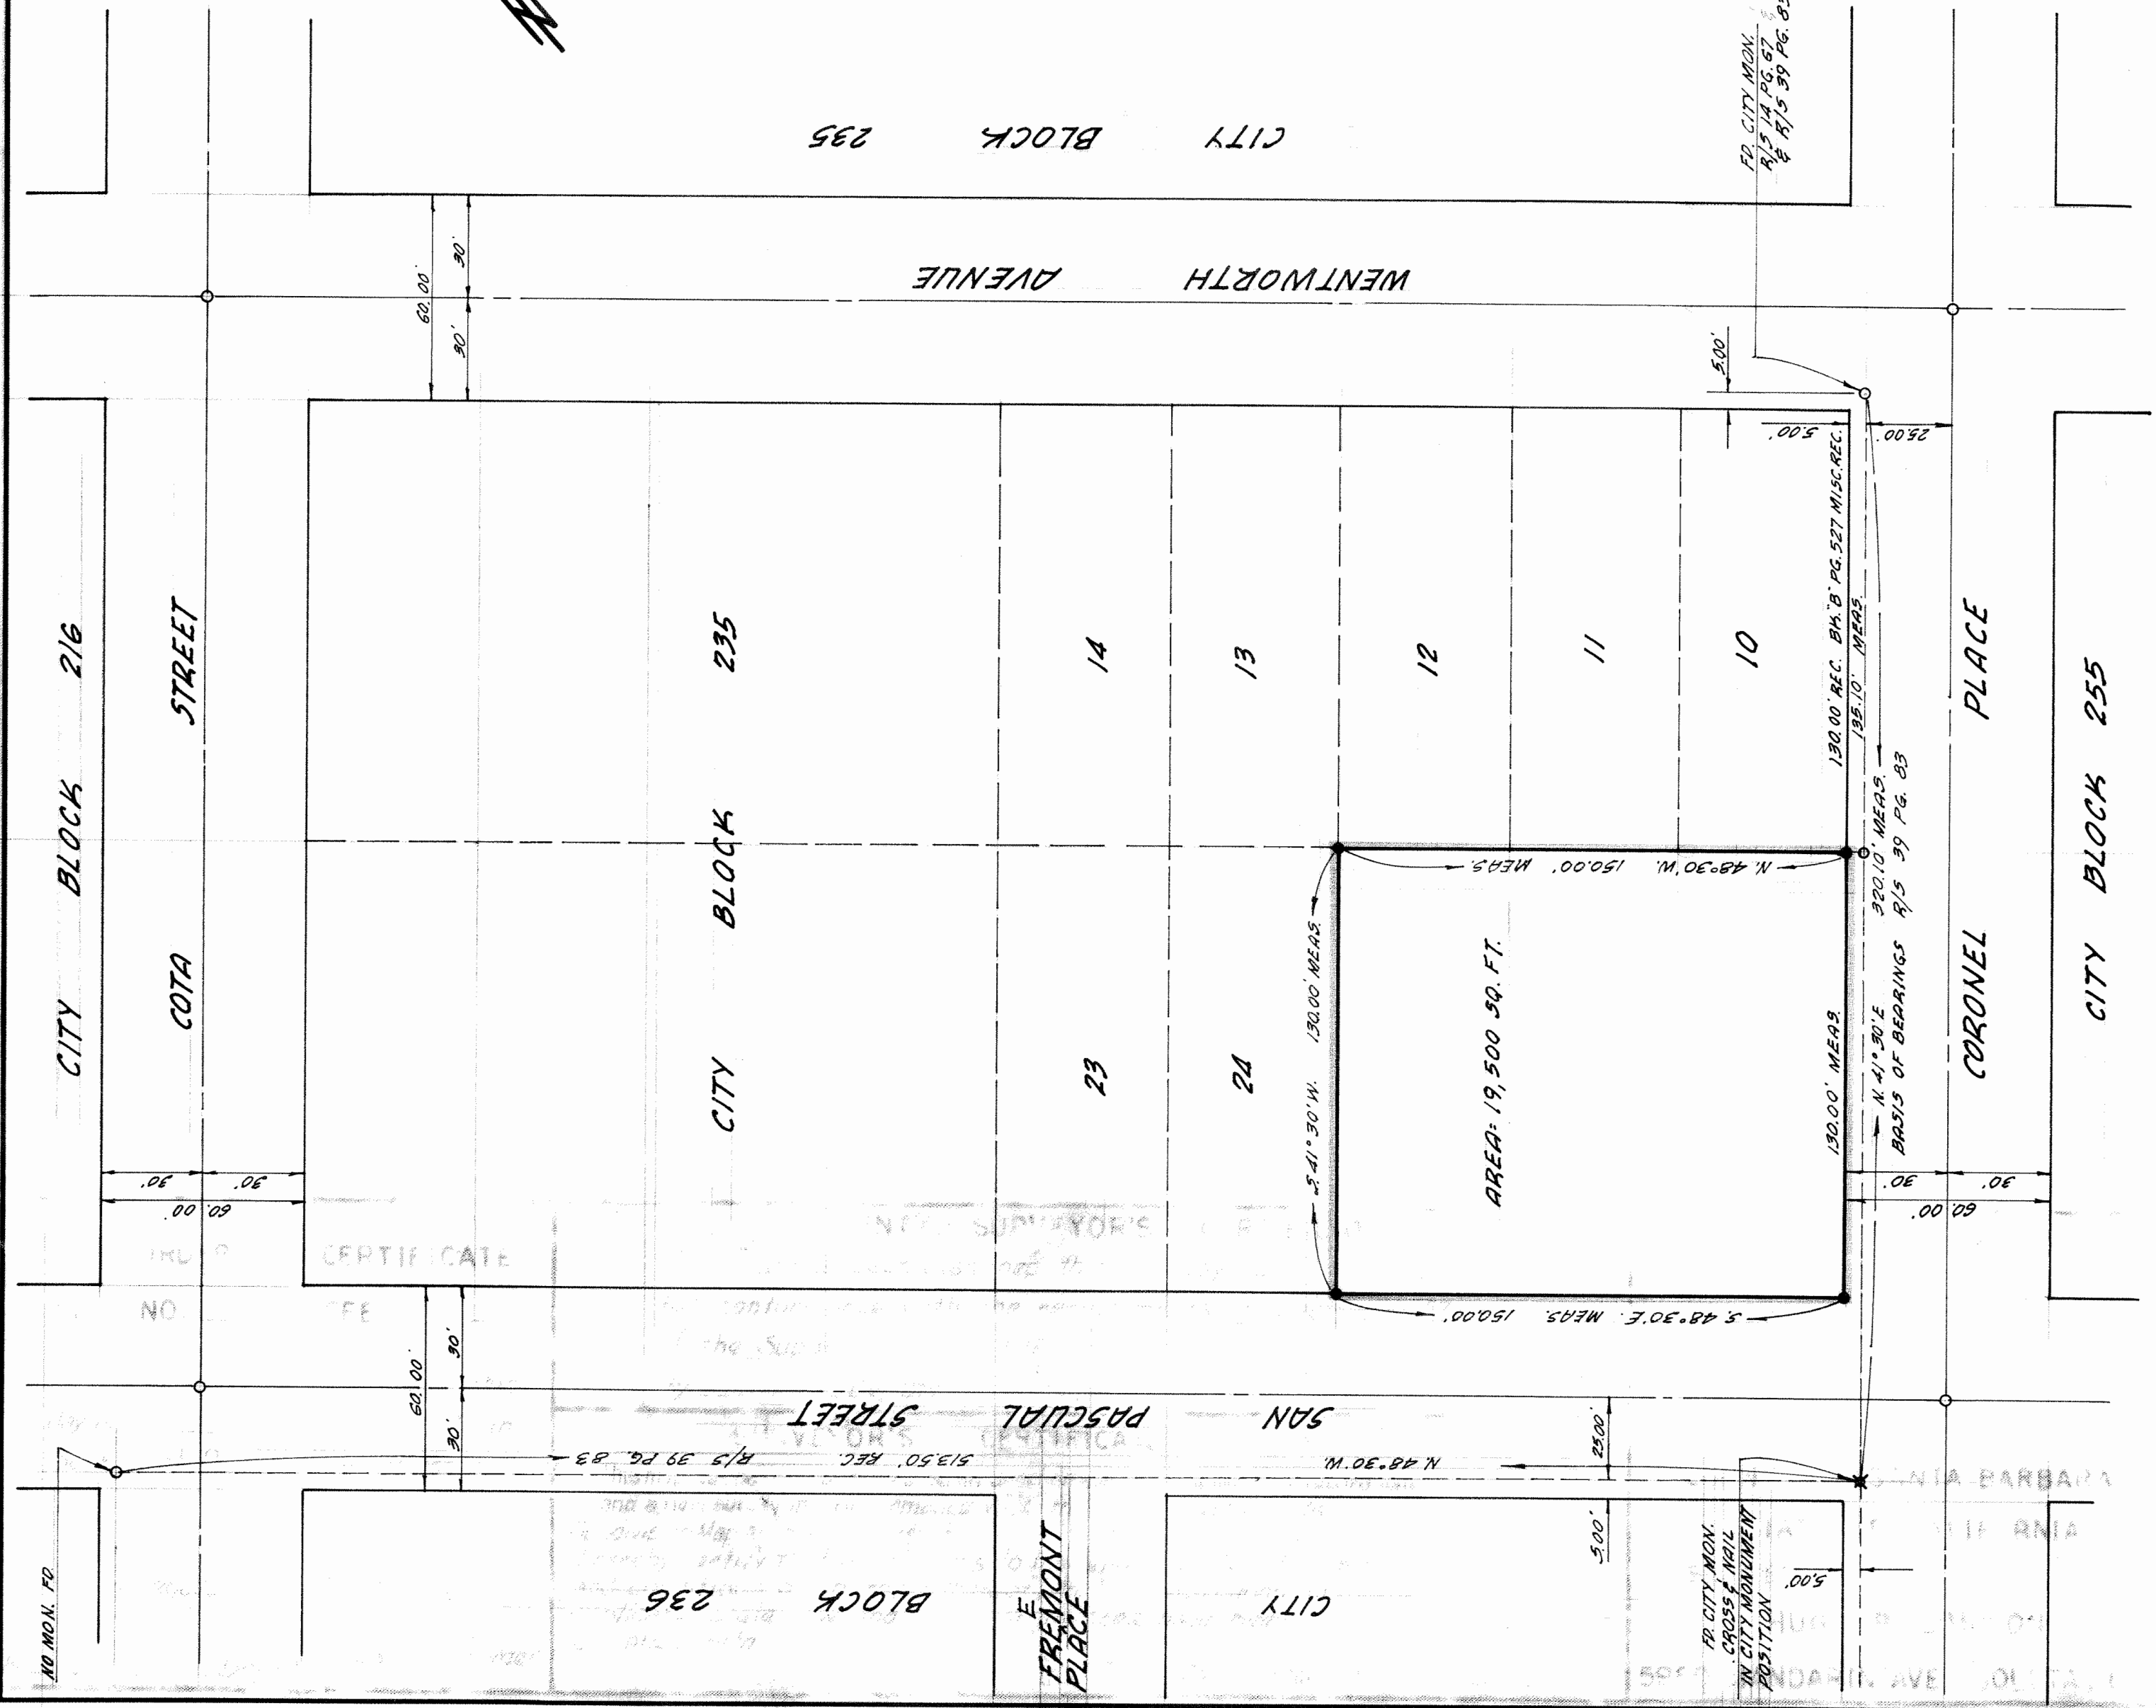 CITY BLOCK 216
COTA STREET
60.00'
30'
30'
CITY BLOCK 235
WENTWORTH AVENUE
60.00'
30'
30'
CITY BLOCK 235
14
13
12
11
10
23
24
FD. CITY MON.
R/S 14 PG. 67
& R/S 39 PG. 83
5.00'
5.00'
25.00'
130.00' REC. BK. "B" PG. 527 MISC. REC.
135.10' MEAS.
N. 48°30' W. 150.00' MEAS.
S. 41°30' W. 130.00' MEAS.
AREA = 19,500 SQ. FT.
130.00' MEAS.
S. 48°30' E. MEAS. 150.00'
N. 41°30' E 320.10' MEAS.
BASIS OF BEARINGS R/S 39 PG. 83
CORONEL PLACE
60.00'
30'
30'
CITY BLOCK 255
SAN PASCUAL STREET
60.00'
30'
30'
N. 48°30' W. 513.50' REC. R/S 39 PG. 83
25.00'
5.00'
5.00'
NO MON. FD.
FD. CITY MON.
CROSS & NAIL
IN CITY MONUMENT
POSITION
CITY BLOCK 236
E
FREMONT
PLACE
CERTIFICATE
SANTA BARBARA